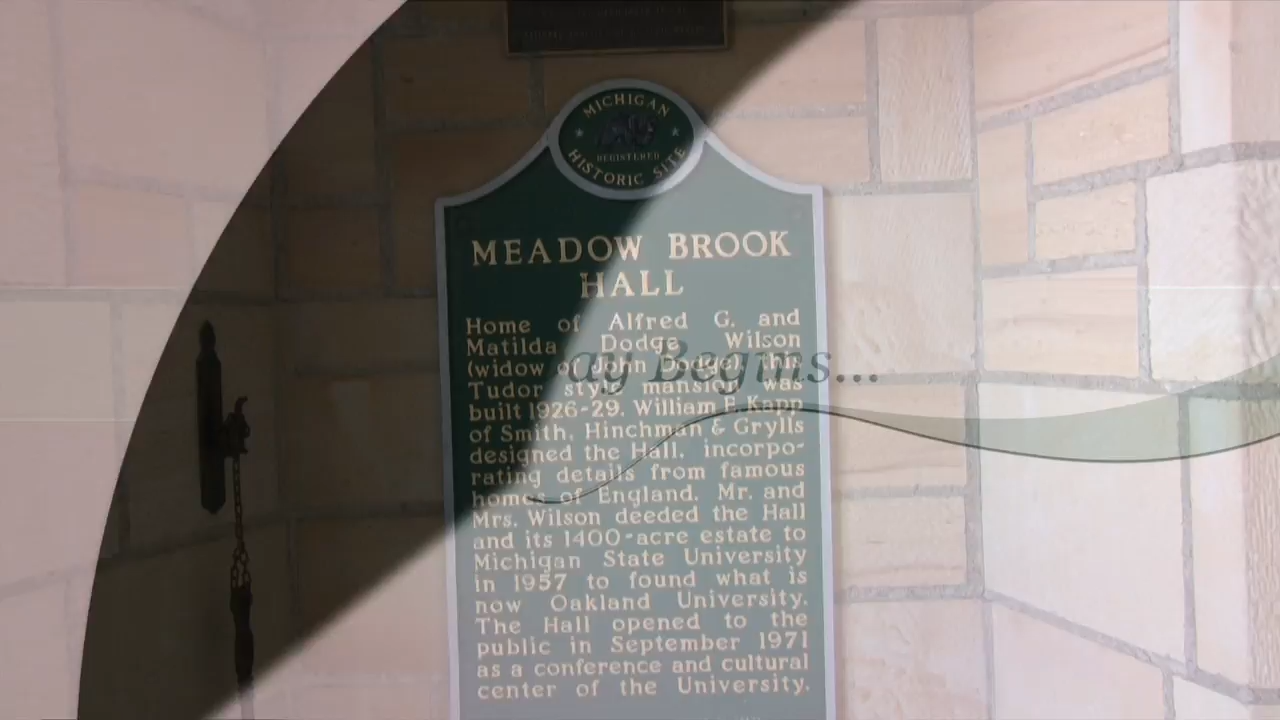 MICHIGAN
REGISTERED
HISTORIC SITE
MEADOW BROOK
HALL
Home of Alfred G. and
Matilda Dodge Wilson
(widow of John Dodge), this
Tudor style mansion was
built 1926-29. William E. Kapp
of Smith, Hinchman & Grylls
designed the Hall, incorpo-
rating details from famous
homes of England. Mr. and
Mrs. Wilson deeded the Hall
and its 1400-acre estate to
Michigan State University
in 1957 to found what is
now Oakland University.
The Hall opened to the
public in September 1971
as a conference and cultural
center of the University.
ay Begins...